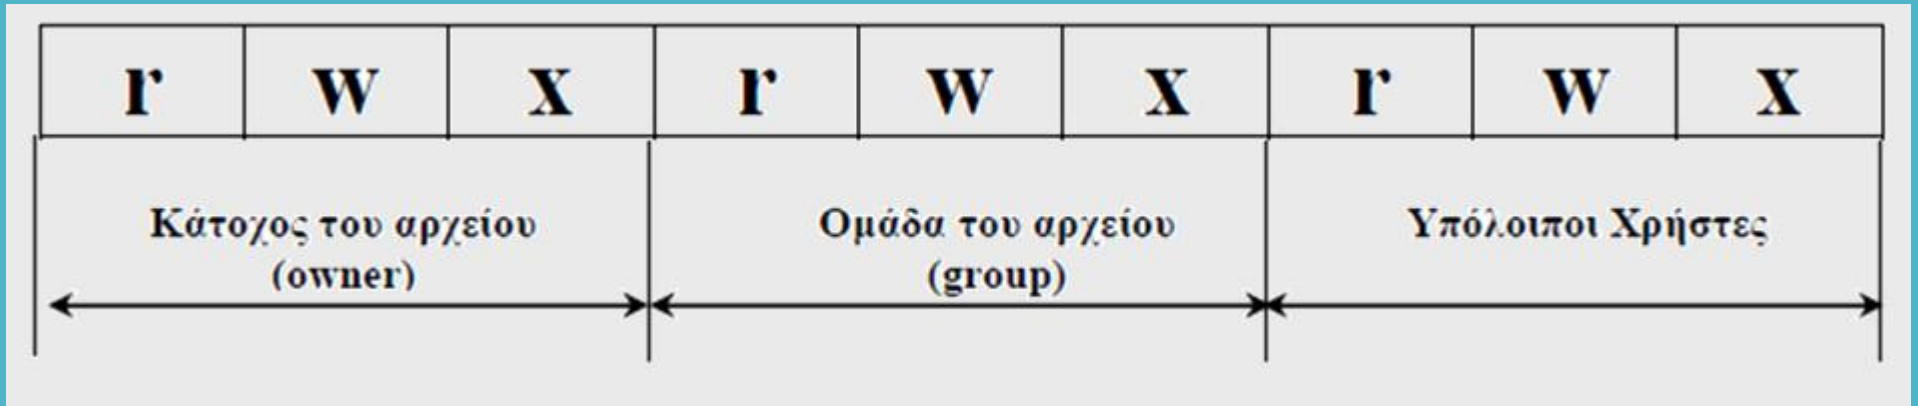 r w x r w x r w x
Κάτοχος του αρχείου
(owner)
Ομάδα του αρχείου
(group)
Υπόλοιποι Χρήστες